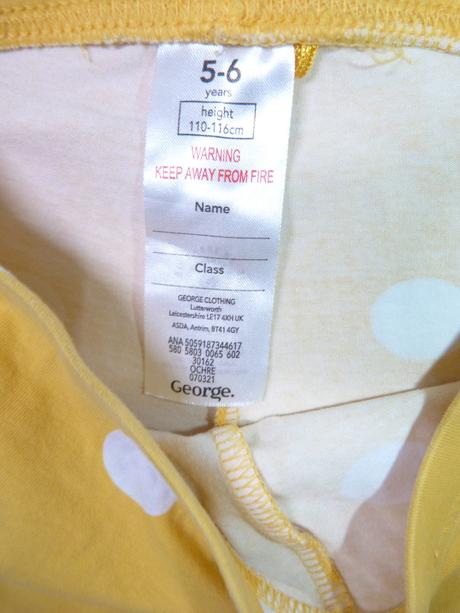 5-6
years
height
110-116cm
WARNING
KEEP AWAY FROM FIRE
Name
Class
GEORGE CLOTHING
Lutterworth
Leicestershire LE17 4XH UK
ASDA, Antrim, BT41 4GY
ANA 5059187344617
580 5803 0065 602
30162
OCHRE
070321
George.